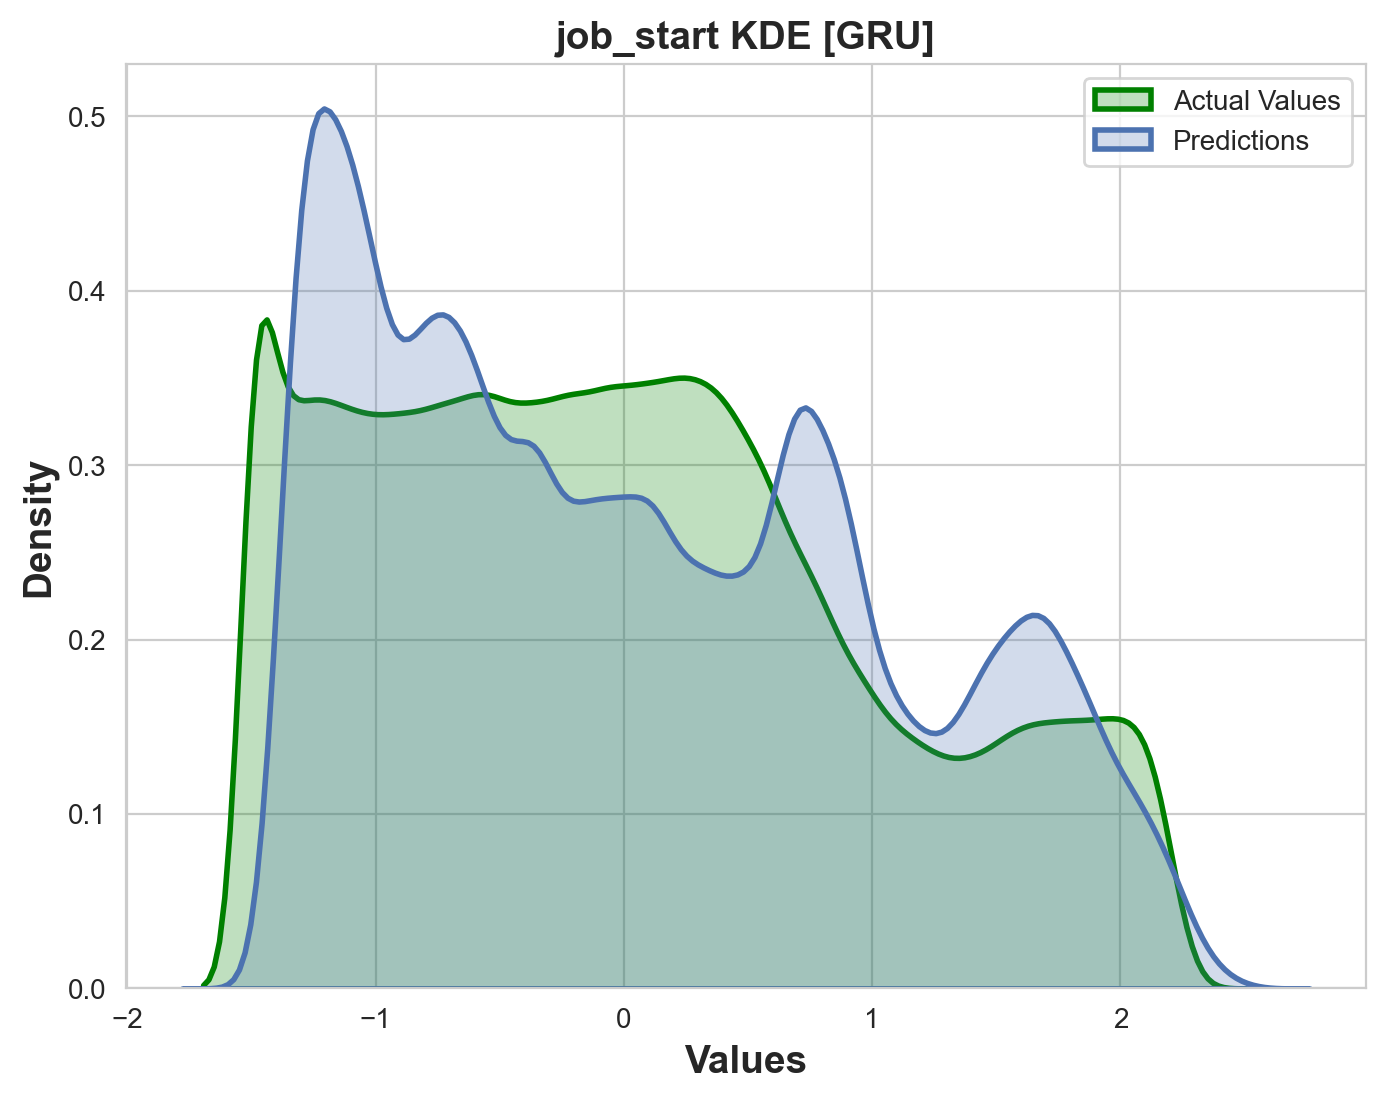 job_start KDE [GRU]
Actual Values
Predictions
Density
0.5
0.4
0.3
0.2
0.1
0.0
−2 −1 0 1 2
Values